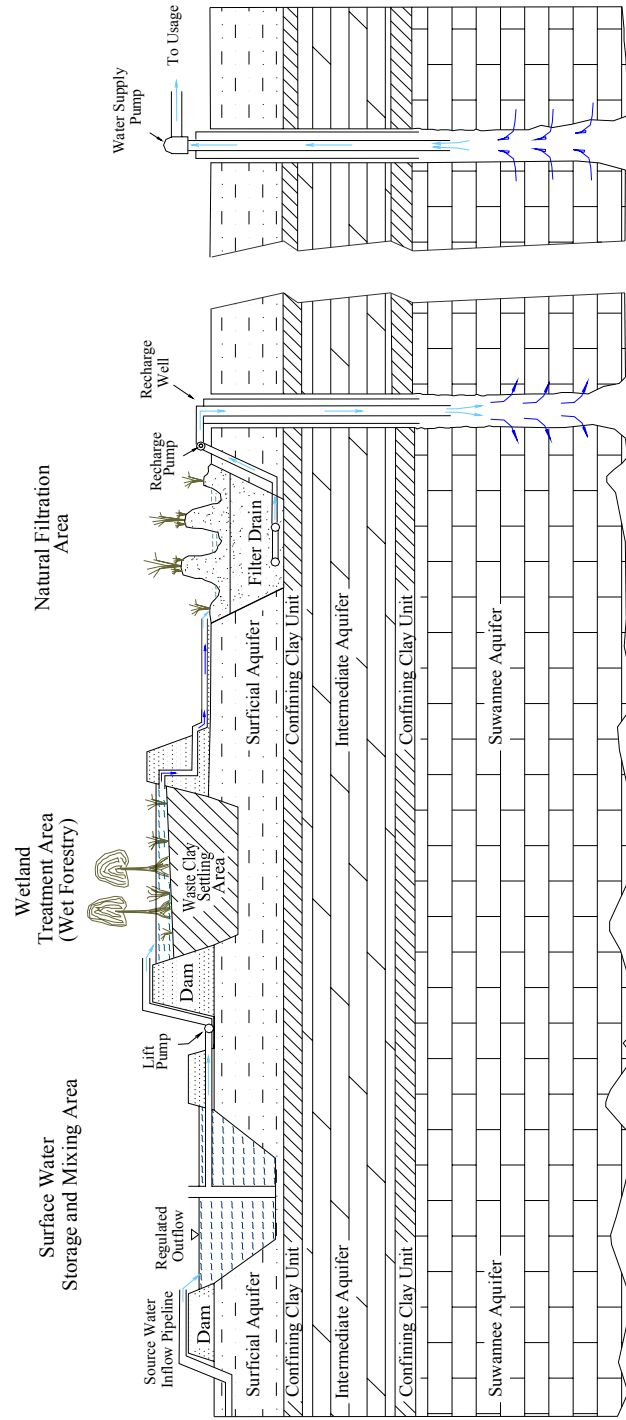 Surface Water
Storage and Mixing Area
Wetland
Treatment Area
(Wet Forestry)
Natural Filtration
Area
Source Water
Inflow Pipeline
Regulated
Outflow
Lift
Pump
Recharge
Pump
Recharge
Well
Water Supply
Pump
To Usage
Dam
Dam
Waste Clay
Settling
Area
Filter Drain
Surficial Aquifer
Surficial Aquifer
Confining Clay Unit
Confining Clay Unit
Intermediate Aquifer
Intermediate Aquifer
Confining Clay Unit
Confining Clay Unit
Suwannee Aquifer
Suwannee Aquifer